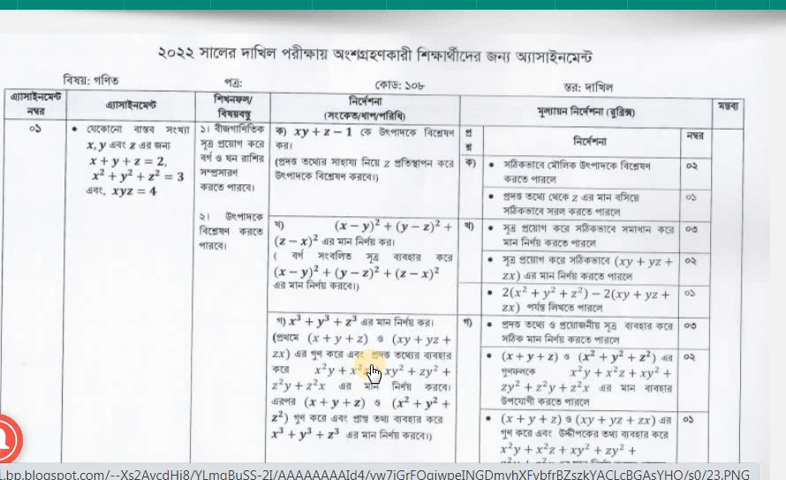 ২০২২ সালের দাখিল পরীক্ষায় অংশগ্রহণকারী শিক্ষার্থীদের জন্য অ্যাসাইনমেন্ট
বিষয়: গণিত পত্র: কোড: ১০৮ স্তর: দাখিল
এ্যাসাইনমেন্ট নম্বর
এ্যাসাইনমেন্ট
শিখনফল/ বিষয়বস্তু
নির্দেশনা
(সংকেত/ধাপ/পরিধি)
মূল্যায়ন নির্দেশনা (রুব্রিক্স)
মন্তব্য
প্রশ্ন
নির্দেশনা
নম্বর
০১
• যেকোনো বাস্তব সংখ্যা
x, y এবং z এর জন্য
x + y + z = 2,
x² + y² + z² = 3
এবং, xyz = 4
১। বীজগাণিতিক
সূত্র প্রয়োগ করে
বর্গ ও ঘন রাশির
সম্প্রসারণ
করতে পারবে।
২। উৎপাদকে
বিশ্লেষণ করতে
পারবে।
ক) xy + z − 1 কে উৎপাদকে বিশ্লেষণ
কর।
(প্রদত্ত তথ্যের সাহায্য নিয়ে z প্রতিস্থাপন করে
উৎপাদকে বিশ্লেষণ করবে।)
ক)
• সঠিকভাবে মৌলিক উৎপাদকে বিশ্লেষণ
করতে পারলে
০২
• প্রদত্ত তথ্য থেকে z এর মান বসিয়ে
সঠিকভাবে সরল করতে পারলে
০১
খ) (x − y)² + (y − z)² +
(z − x)² এর মান নির্ণয় কর।
( বর্গ সংবলিত সূত্র ব্যবহার করে
(x − y)² + (y − z)² + (z − x)²
এর মান নির্ণয় করবে।)
খ)
• সূত্র প্রয়োগ করে সঠিকভাবে সমাধান করে
মান নির্ণয় করতে পারলে
০৩
• সূত্র প্রয়োগ করে সঠিকভাবে (xy + yz +
zx) এর মান নির্ণয় করতে পারলে
০২
• 2(x² + y² + z²) − 2(xy + yz +
zx) পর্যন্ত লিখতে পারলে
০১
গ) x³ + y³ + z³ এর মান নির্ণয় কর।
(প্রথমে (x + y + z) ও (xy + yz +
zx) এর গুণ করে এবং প্রদত্ত তথ্যের ব্যবহার
করে x²y + xy² + zy² +
z²y + z²x এর মান নির্ণয় করবে।
এরপর (x + y + z) ও (x² + y² +
z²) গুণ করে এবং প্রাপ্ত তথ্য ব্যবহার করে
x³ + y³ + z³ এর মান নির্ণয় করবে।)
গ)
• প্রদত্ত তথ্যে ও প্রয়োজনীয় সূত্র ব্যবহার করে
সঠিক মান নির্ণয় করতে পারলে
০৩
• (x + y + z) ও (x² + y² + z²) এর
গুণফলকে x²y + x²z + xy² +
zy² + z²y + z²x এর মান ব্যবহার
উপযোগী করতে পারলে
০২
• (x + y + z) ও (xy + yz + zx) এর
গুণ করে এবং উদ্দীপকের তথ্য ব্যবহার করে
x²y + x²z + xy² + zy² +
০১